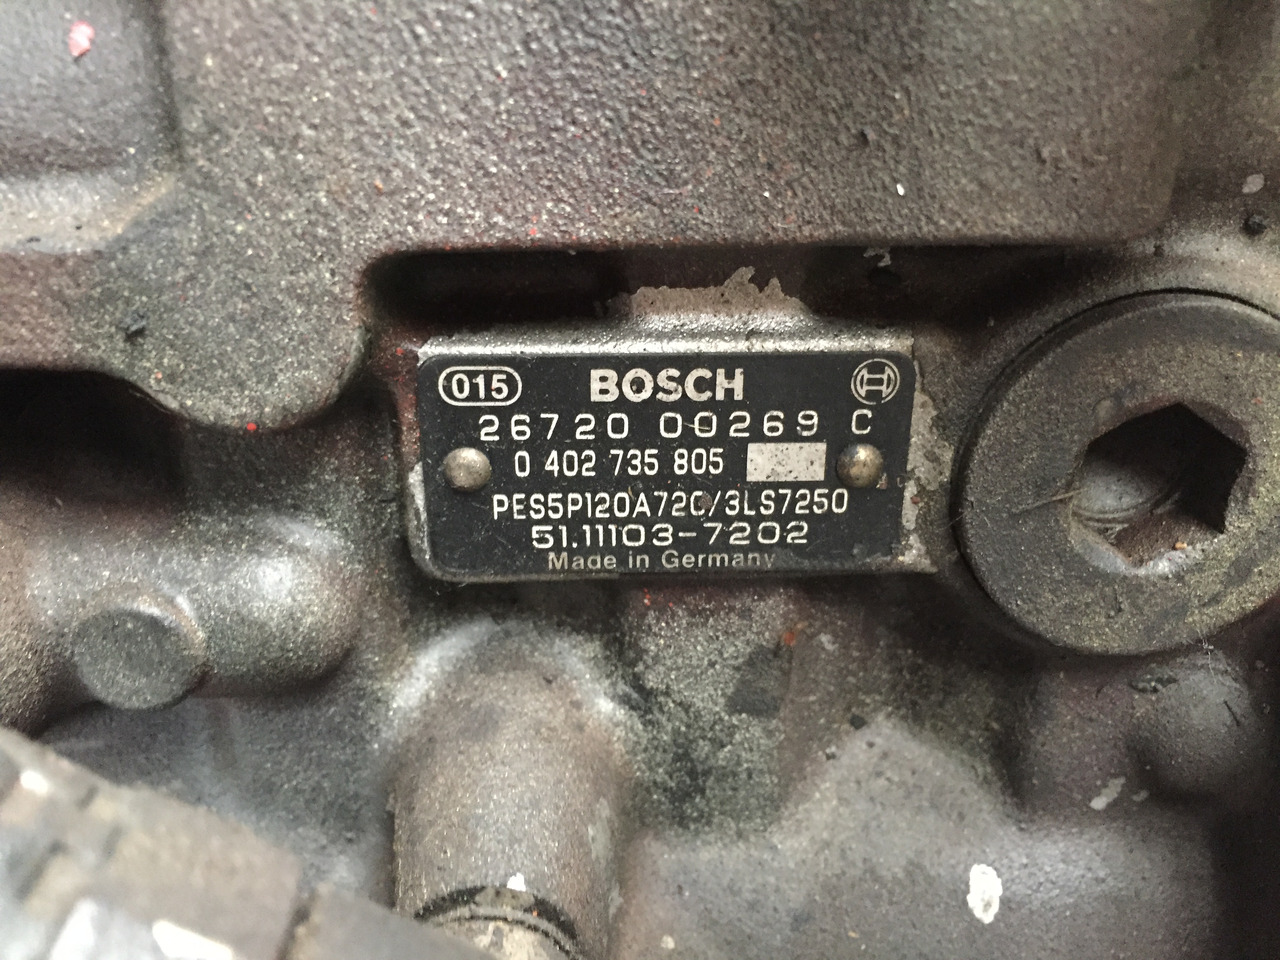 015 BOSCH
26720 00269 C
0 402 735 805
PES5P120A720/3LS7250
51.11103-7202
Made in Germany